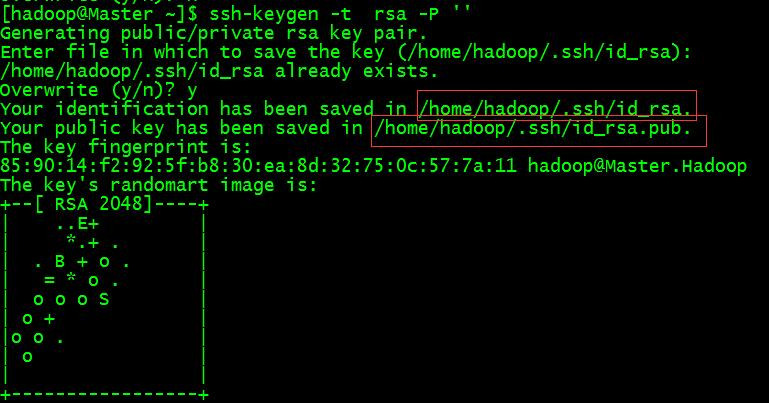 [hadoop@Master ~]$ ssh-keygen -t  rsa -P ''
Generating public/private rsa key pair.
Enter file in which to save the key (/home/hadoop/.ssh/id_rsa):
/home/hadoop/.ssh/id_rsa already exists.
Overwrite (y/n)? y
Your identification has been saved in /home/hadoop/.ssh/id_rsa.
Your public key has been saved in /home/hadoop/.ssh/id_rsa.pub.
The key fingerprint is:
85:90:14:f2:92:5f:b8:30:ea:8d:32:75:0c:57:7a:11 hadoop@Master.Hadoop
The key's randomart image is:
+--[ RSA 2048]----+
|     ..E+        |
|      *.+ .      |
|   . B + o .     |
|    = * o .      |
|   o o o S       |
|  o +            |
|o o .            |
|  o              |
|                 |
+-----------------+